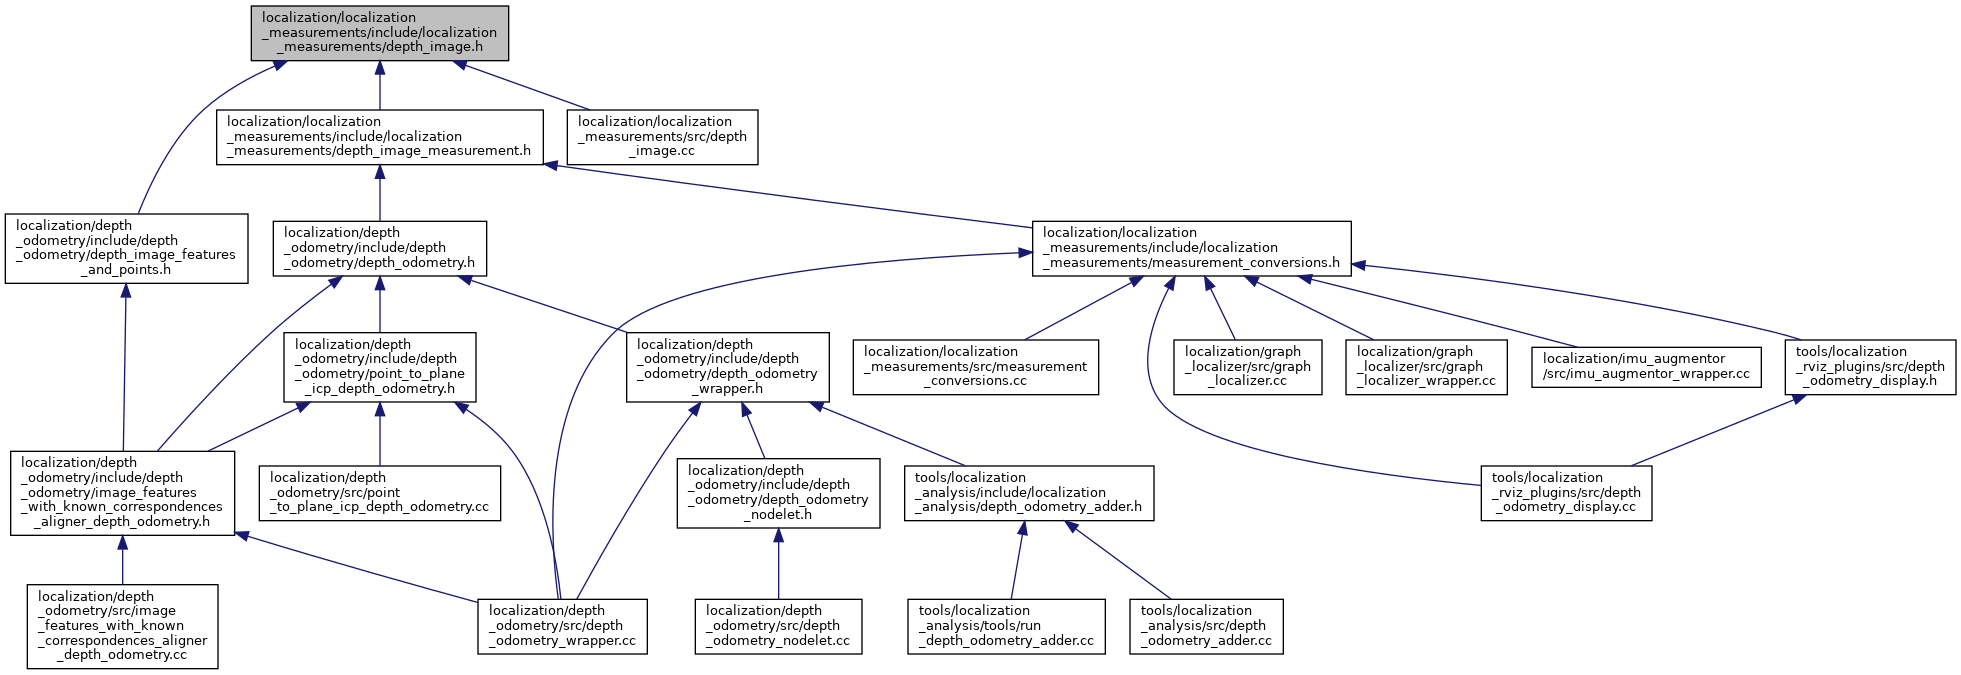 localization/localization
_measurements/include/localization
_measurements/depth_image.h
localization/localization
_measurements/include/localization
_measurements/depth_image_measurement.h
localization/localization
_measurements/src/depth
_image.cc
localization/depth
_odometry/include/depth
_odometry/depth_image_features
_and_points.h
localization/depth
_odometry/include/depth
_odometry/depth_odometry.h
localization/localization
_measurements/include/localization
_measurements/measurement_conversions.h
localization/depth
_odometry/include/depth
_odometry/point_to_plane
_icp_depth_odometry.h
localization/depth
_odometry/include/depth
_odometry/depth_odometry
_wrapper.h
localization/localization
_measurements/src/measurement
_conversions.cc
localization/graph
_localizer/src/graph
_localizer.cc
localization/graph
_localizer/src/graph
_localizer_wrapper.cc
localization/imu_augmentor
/src/imu_augmentor_wrapper.cc
tools/localization
_rviz_plugins/src/depth
_odometry_display.h
localization/depth
_odometry/include/depth
_odometry/image_features
_with_known_correspondences
_aligner_depth_odometry.h
localization/depth
_odometry/src/point
_to_plane_icp_depth_odometry.cc
localization/depth
_odometry/include/depth
_odometry/depth_odometry
_nodelet.h
tools/localization
_analysis/include/localization
_analysis/depth_odometry_adder.h
tools/localization
_rviz_plugins/src/depth
_odometry_display.cc
localization/depth
_odometry/src/image
_features_with_known
_correspondences_aligner
_depth_odometry.cc
localization/depth
_odometry/src/depth
_odometry_wrapper.cc
localization/depth
_odometry/src/depth
_odometry_nodelet.cc
tools/localization
_analysis/tools/run
_depth_odometry_adder.cc
tools/localization
_analysis/src/depth
_odometry_adder.cc